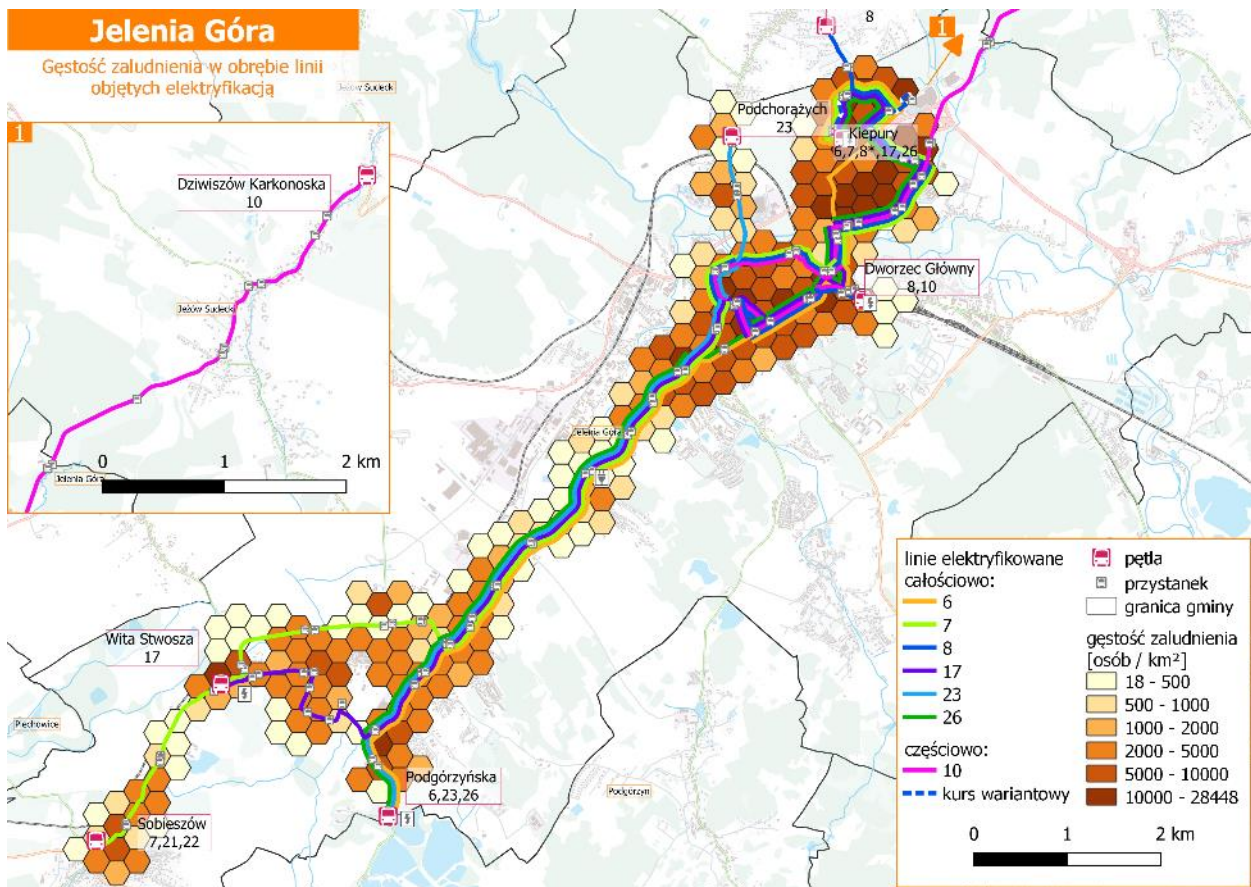 Jelenia Góra
Gęstość zaludnienia w obrębie linii
objętych elektryfikacją
Jeżów Sudecki
1
Dziwiszów Karkonoska
10
Jeżów Sudecki
Jelenia Góra
0 1 2 km
8
1
Podchorążych
23
Kiepury
6,7,8*,17,26
Dworzec Główny
8,10
Jelenia Góra
Wita Stwosza
17
Piechowice
Podgórzyńska
6,23,26
Podgórzyn
Sobieszów
7,21,22
linie elektryfikowane
całościowo:
6
7
8
17
23
26
częściowo:
10
kurs wariantowy
pętla
przystanek
granica gminy
gęstość zaludnienia
[osób / km²]
18 - 500
500 - 1000
1000 - 2000
2000 - 5000
5000 - 10000
10000 - 28448
0 1 2 km